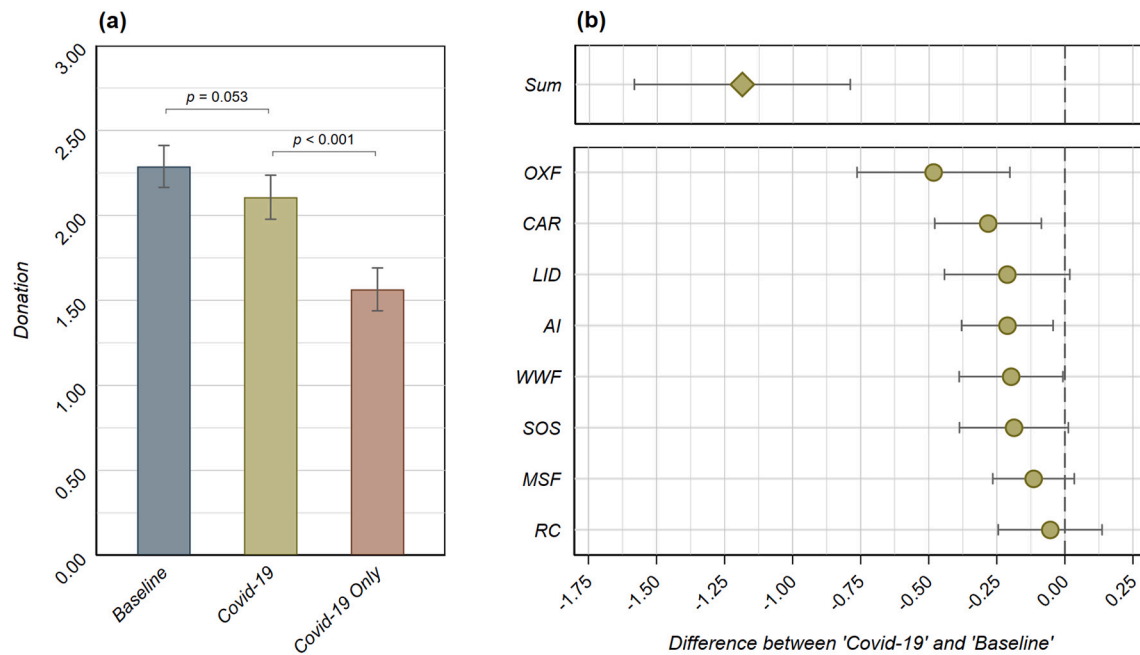 (a)
3.00
2.50
2.00
1.50
1.00
0.50
0.00
Donation
p = 0.053
p < 0.001
Baseline
Covid-19
Covid-19 Only
(b)
Sum
OXF
CAR
LID
AI
WWF
SOS
MSF
RC
-1.75
-1.50
-1.25
-1.00
-0.75
-0.50
-0.25
0.00
0.25
Difference between 'Covid-19' and 'Baseline'